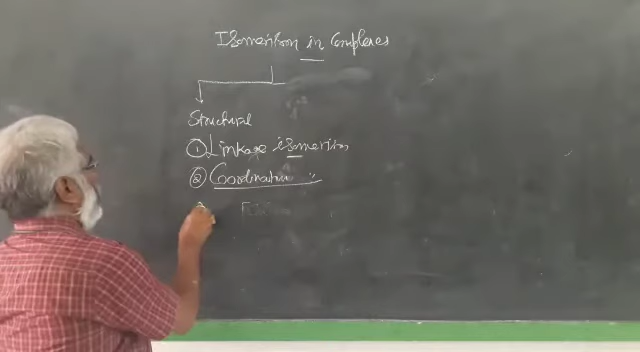 Isomerism in Complexes
Structural
① Linkage isomerism
② Coordination "